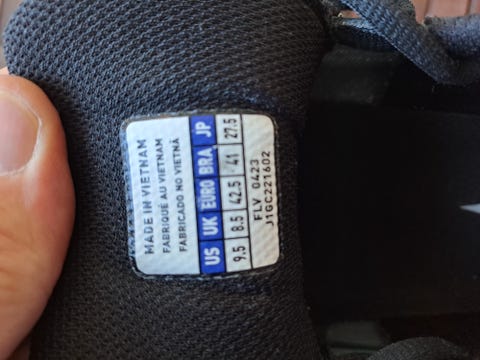 MADE IN VIETNAM
FABRIQUÉ AU VIETNAM
FABRICADO NO VIETNÃ
US UK EURO BRA JP
9.5 8.5 42.5 41 27.5
FLV 0423
J1GC221602